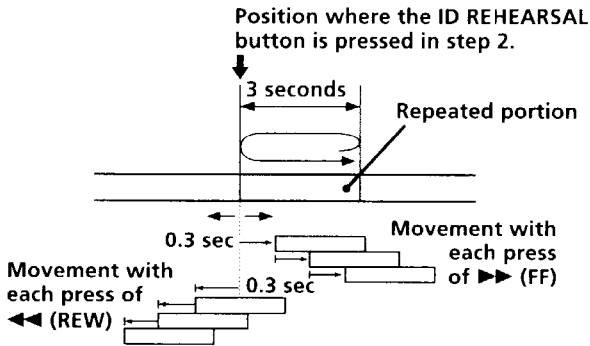 Position where the ID REHEARSAL
button is pressed in step 2.
3 seconds
Repeated portion
0.3 sec
Movement with
each press
of ▶▶ (FF)
Movement with
each press of
◀◀ (REW)
0.3 sec